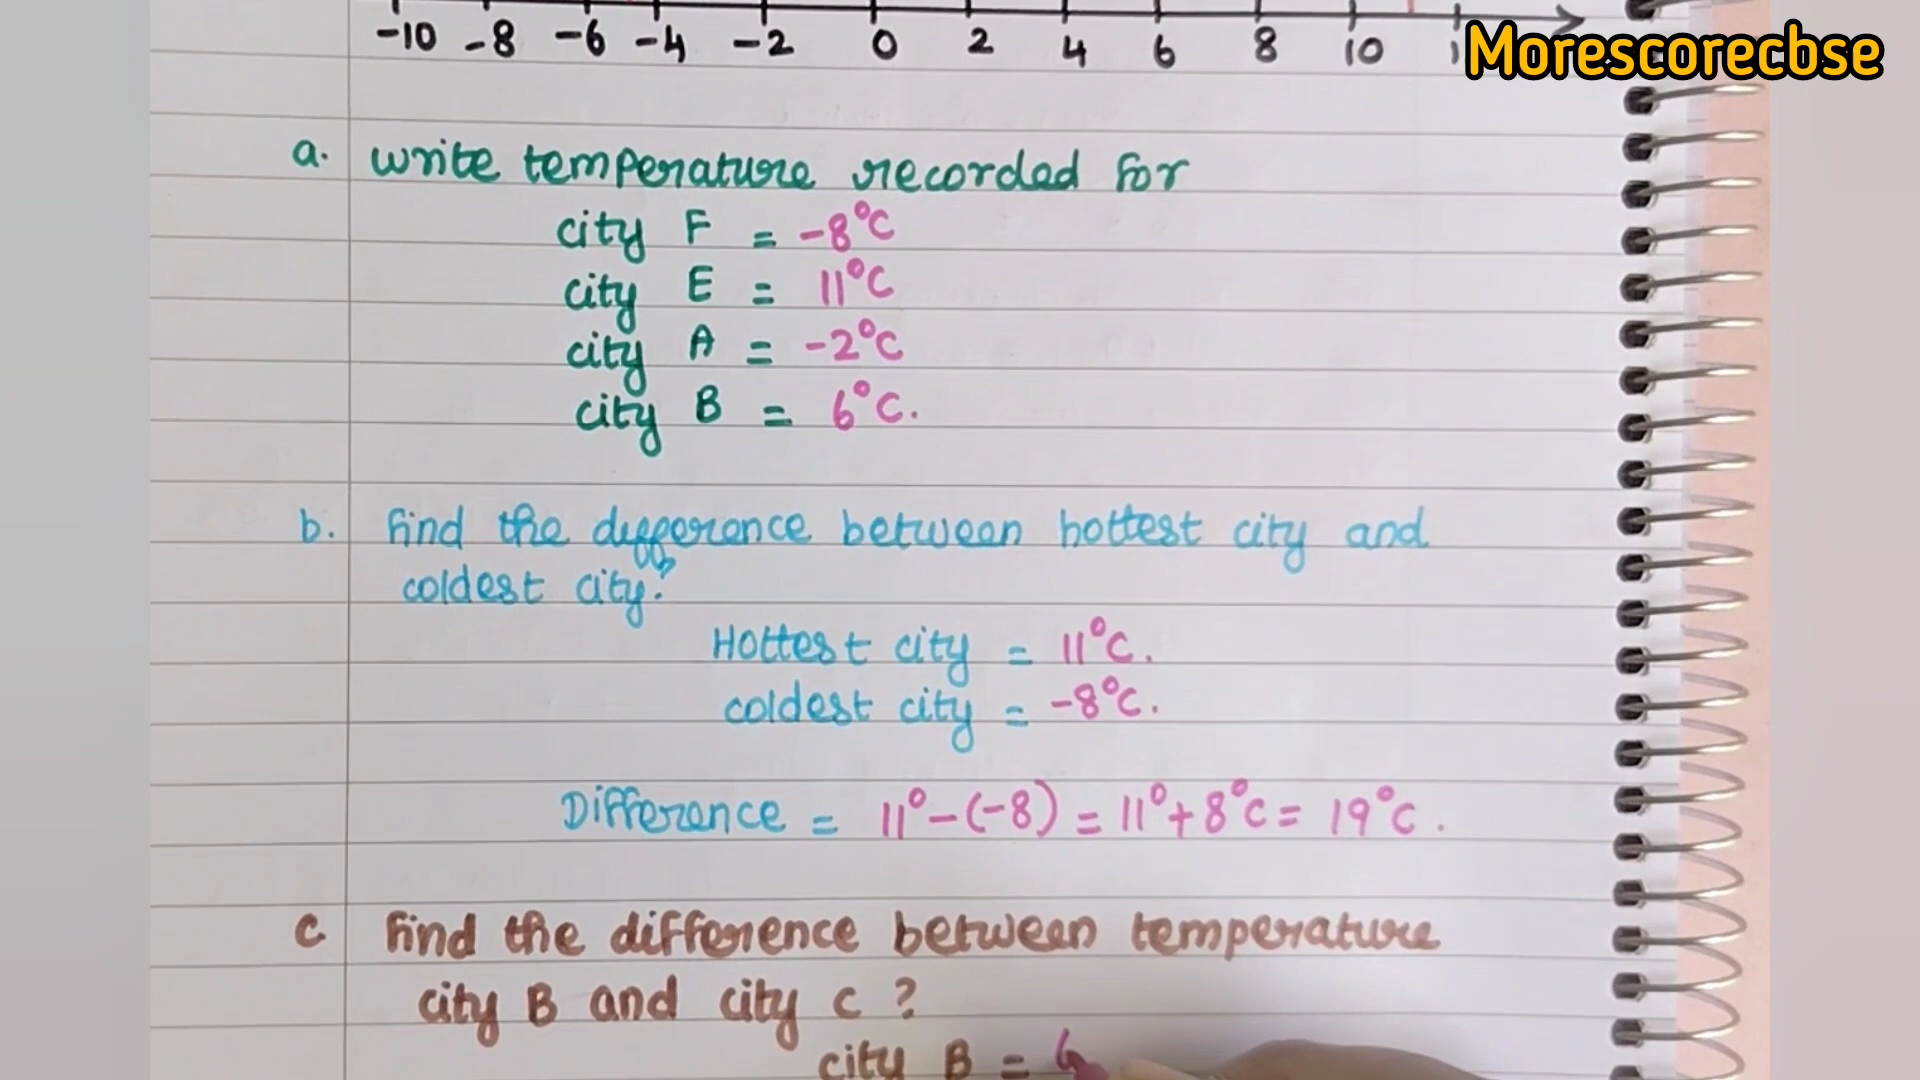 -10 -8 -6 -4 -2 0 2 4 6 8 10
Morescorecbse
a. write temperature recorded for
city F = -8°C
city E = 11°C
city A = -2°C
city B = 6°C.
b. find the difference between hottest city and
coldest city?
Hottest city = 11°C.
coldest city = -8°C.
Difference = 11° - (-8) = 11° + 8°C = 19°C.
c. find the difference between temperature
city B and city C ?
city B = 6